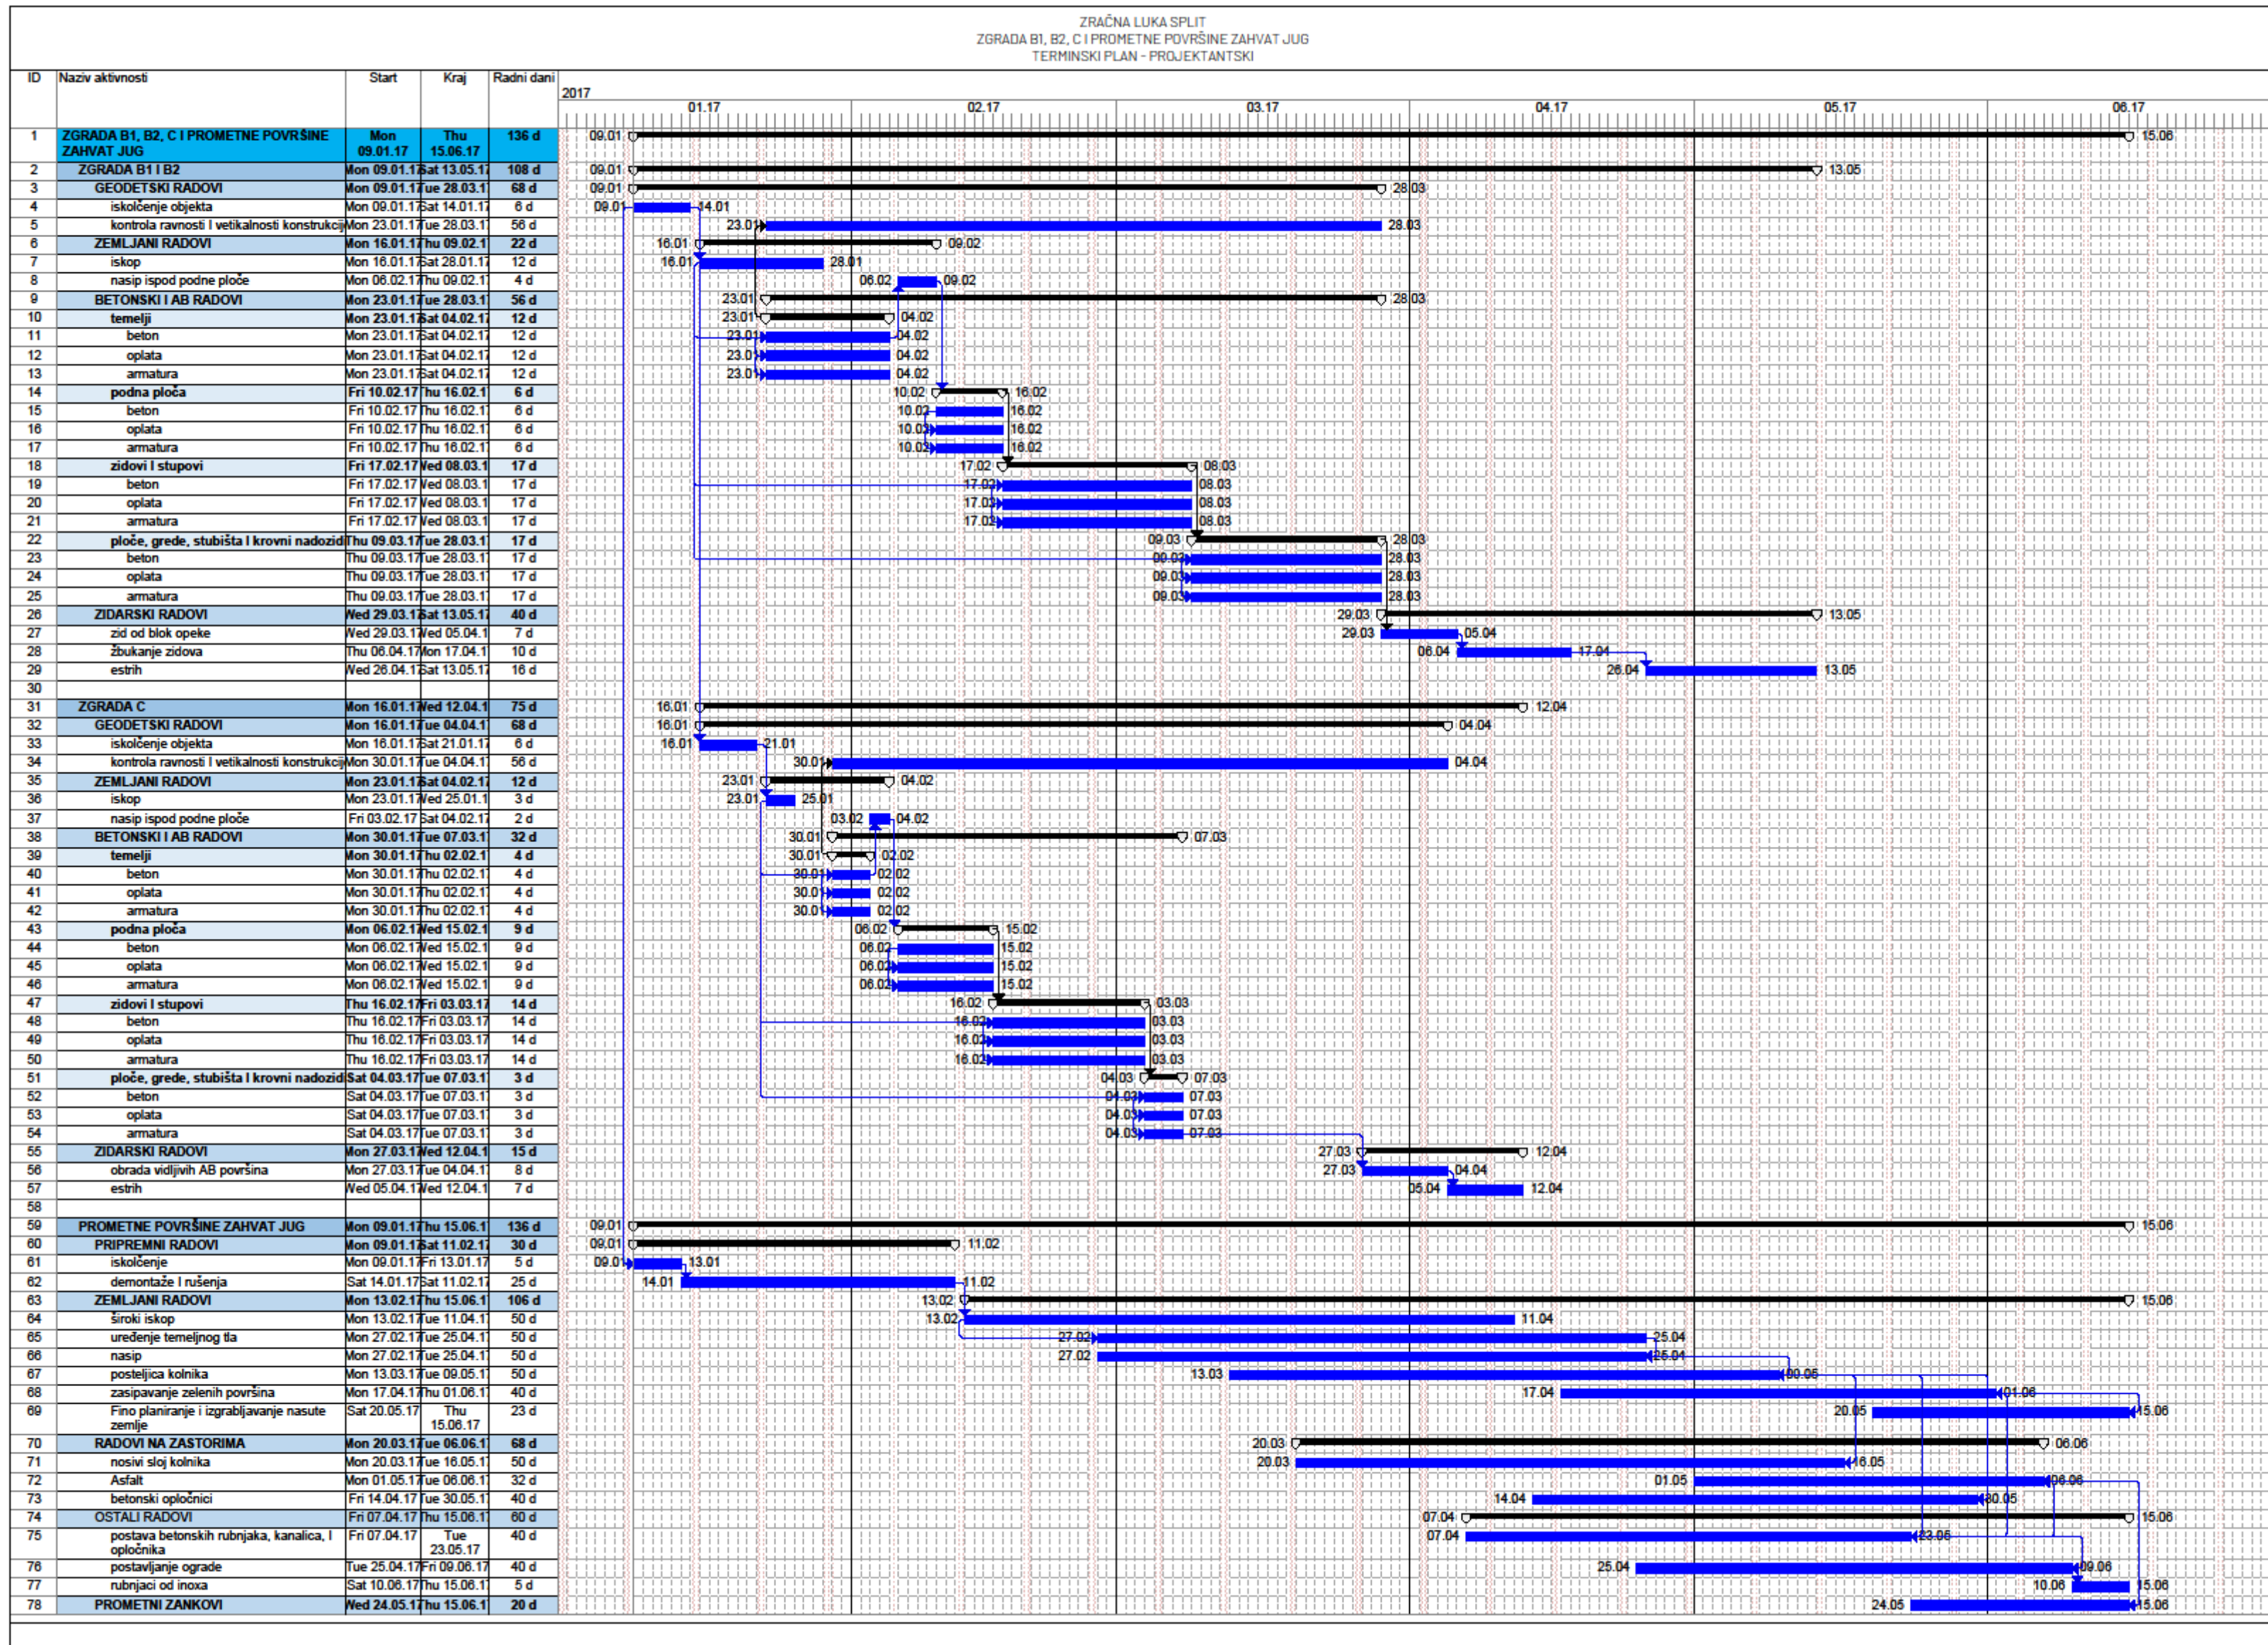 ZRAČNA LUKA SPLIT
ZGRADA B1, B2, C I PROMETNE POVRŠINE ZAHVAT JUG
TERMINSKI PLAN - PROJEKTANTSKI
ID Naziv aktivnosti Start Kraj Radni dani
2017
01.17 02.17 03.17 04.17 05.17 06.17
1 ZGRADA B1, B2, C I PROMETNE POVRŠINE Mon Thu 136 d 09.01 15.06
ZAHVAT JUG 09.01.17 15.06.17
2 ZGRADA B1 I B2 Mon 09.01.17 Sat 13.05.17 108 d 09.01 13.05
3 GEODETSKI RADOVI Mon 09.01.17 Tue 28.03.1 68 d 09.01 28.03
4 iskolčenje objekta Mon 09.01.17 Sat 14.01.17 6 d 09.01 14.01
5 kontrola ravnosti I vetikalnosti konstrukcij Mon 23.01.17 Tue 28.03.1 56 d 23.01 28.03
6 ZEMLJANI RADOVI Mon 16.01.17 Thu 09.02.1 22 d 16.01 09.02
7 iskop Mon 16.01.17 Sat 28.01.17 12 d 16.01 28.01
8 nasip ispod podne ploče Mon 06.02.17 Thu 09.02.1 4 d 06.02 09.02
9 BETONSKI I AB RADOVI Mon 23.01.17 Tue 28.03.1 56 d 23.01 28.03
10 temelji Mon 23.01.17 Sat 04.02.17 12 d 23.01 04.02
11 beton Mon 23.01.17 Sat 04.02.17 12 d 23.01 04.02
12 oplata Mon 23.01.17 Sat 04.02.17 12 d 23.01 04.02
13 armatura Mon 23.01.17 Sat 04.02.17 12 d 23.01 04.02
14 podna ploča Fri 10.02.17 Thu 16.02.1 6 d 10.02 16.02
15 beton Fri 10.02.17 Thu 16.02.1 6 d 10.02 16.02
16 oplata Fri 10.02.17 Thu 16.02.1 6 d 10.02 16.02
17 armatura Fri 10.02.17 Thu 16.02.1 6 d 10.02 16.02
18 zidovi I stupovi Fri 17.02.17 Wed 08.03.1 17 d 17.02 08.03
19 beton Fri 17.02.17 Wed 08.03.1 17 d 17.02 08.03
20 oplata Fri 17.02.17 Wed 08.03.1 17 d 17.02 08.03
21 armatura Fri 17.02.17 Wed 08.03.1 17 d 17.02 08.03
22 ploče, grede, stubišta I krovni nadozid Thu 09.03.17 Tue 28.03.1 17 d 09.03 28.03
23 beton Thu 09.03.17 Tue 28.03.1 17 d 09.03 28.03
24 oplata Thu 09.03.17 Tue 28.03.1 17 d 09.03 28.03
25 armatura Thu 09.03.17 Tue 28.03.1 17 d 09.03 28.03
26 ZIDARSKI RADOVI Wed 29.03.17 Sat 13.05.17 40 d 29.03 13.05
27 zid od blok opeke Wed 29.03.17 Wed 05.04.1 7 d 29.03 05.04
28 žbukanje zidova Thu 06.04.17 Mon 17.04.1 10 d 06.04 17.04
29 estrih Wed 26.04.17 Sat 13.05.17 16 d 26.04 13.05
30
31 ZGRADA C Mon 16.01.17 Wed 12.04.1 75 d 16.01 12.04
32 GEODETSKI RADOVI Mon 16.01.17 Tue 04.04.1 68 d 16.01 04.04
33 iskolčenje objekta Mon 16.01.17 Sat 21.01.17 6 d 16.01 21.01
34 kontrola ravnosti I vetikalnosti konstrukcij Mon 30.01.17 Tue 04.04.1 56 d 30.01 04.04
35 ZEMLJANI RADOVI Mon 23.01.17 Sat 04.02.17 12 d 23.01 04.02
36 iskop Mon 23.01.17 Wed 25.01.1 3 d 23.01 25.01
37 nasip ispod podne ploče Fri 03.02.17 Sat 04.02.17 2 d 03.02 04.02
38 BETONSKI I AB RADOVI Mon 30.01.17 Tue 07.03.1 32 d 30.01 07.03
39 temelji Mon 30.01.17 Thu 02.02.1 4 d 30.01 02.02
40 beton Mon 30.01.17 Thu 02.02.1 4 d 30.01 02.02
41 oplata Mon 30.01.17 Thu 02.02.1 4 d 30.01 02.02
42 armatura Mon 30.01.17 Thu 02.02.1 4 d 30.01 02.02
43 podna ploča Mon 06.02.17 Wed 15.02.1 9 d 06.02 15.02
44 beton Mon 06.02.17 Wed 15.02.1 9 d 06.02 15.02
45 oplata Mon 06.02.17 Wed 15.02.1 9 d 06.02 15.02
46 armatura Mon 06.02.17 Wed 15.02.1 9 d 06.02 15.02
47 zidovi I stupovi Thu 16.02.17 Fri 03.03.17 14 d 16.02 03.03
48 beton Thu 16.02.17 Fri 03.03.17 14 d 16.02 03.03
49 oplata Thu 16.02.17 Fri 03.03.17 14 d 16.02 03.03
50 armatura Thu 16.02.17 Fri 03.03.17 14 d 16.02 03.03
51 ploče, grede, stubišta I krovni nadozid Sat 04.03.17 Tue 07.03.1 3 d 04.03 07.03
52 beton Sat 04.03.17 Tue 07.03.1 3 d 04.03 07.03
53 oplata Sat 04.03.17 Tue 07.03.1 3 d 04.03 07.03
54 armatura Sat 04.03.17 Tue 07.03.1 3 d 04.03 07.03
55 ZIDARSKI RADOVI Mon 27.03.17 Wed 12.04.1 15 d 27.03 12.04
56 obrada vidljivih AB površina Mon 27.03.17 Tue 04.04.1 8 d 27.03 04.04
57 estrih Wed 05.04.17 Wed 12.04.1 7 d 05.04 12.04
58
59 PROMETNE POVRŠINE ZAHVAT JUG Mon 09.01.17 Thu 15.06.1 136 d 09.01 15.06
60 PRIPREMNI RADOVI Mon 09.01.17 Sat 11.02.17 30 d 09.01 11.02
61 iskolčenje Mon 09.01.17 Fri 13.01.17 5 d 09.01 13.01
62 demontaže I rušenja Sat 14.01.17 Sat 11.02.17 25 d 14.01 11.02
63 ZEMLJANI RADOVI Mon 13.02.17 Thu 15.06.1 106 d 13.02 15.06
64 široki iskop Mon 13.02.17 Tue 11.04.1 50 d 13.02 11.04
65 uređenje temeljnog tla Mon 27.02.17 Tue 25.04.1 50 d 27.02 25.04
66 nasip Mon 27.02.17 Tue 25.04.1 50 d 27.02 25.04
67 posteljica kolnika Mon 13.03.17 Tue 09.05.1 50 d 13.03 09.05
68 zasipavanje zelenih površina Mon 17.04.17 Thu 01.06.1 40 d 17.04 01.06
69 Fino planiranje i izgrabljavanje nasute Sat 20.05.17 Thu 23 d 20.05 15.06
zemlje 15.06.17
70 RADOVI NA ZASTORIMA Mon 20.03.17 Tue 06.06.1 68 d 20.03 06.06
71 nosivi sloj kolnika Mon 20.03.17 Tue 16.05.1 50 d 20.03 16.05
72 Asfalt Mon 01.05.17 Tue 06.06.1 32 d 01.05 06.06
73 betonski opločnici Fri 14.04.17 Tue 30.05.1 40 d 14.04 30.05
74 OSTALI RADOVI Fri 07.04.17 Thu 15.06.1 60 d 07.04 15.06
75 postava betonskih rubnjaka, kanalica, I Fri 07.04.17 Tue 40 d 07.04 23.05
opločnika 23.05.17
76 postavljanje ograde Tue 25.04.17 Fri 09.06.17 40 d 25.04 09.06
77 rubnjaci od inoxa Sat 10.06.17 Thu 15.06.1 5 d 10.06 15.06
78 PROMETNI ZANKOVI Wed 24.05.17 Thu 15.06.1 20 d 24.05 15.06